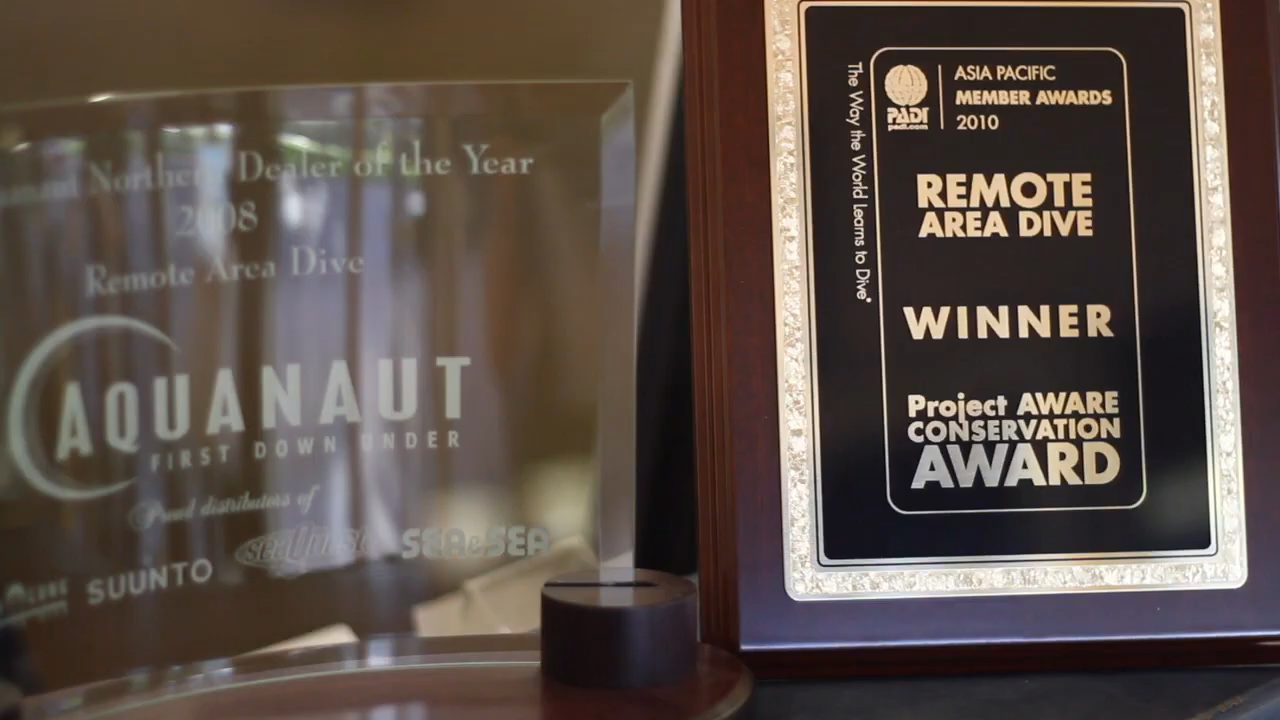 Northern Dealer of the Year
2008
Remote Area Dive
AQUANAUT
FIRST DOWN UNDER
Proud distributors of
SEAQUEST SEA&SEA
SUUNTO
The Way the World Learns to Dive®
PADI
padi.com
ASIA PACIFIC
MEMBER AWARDS
2010
REMOTE
AREA DIVE
WINNER
Project AWARE
CONSERVATION
AWARD